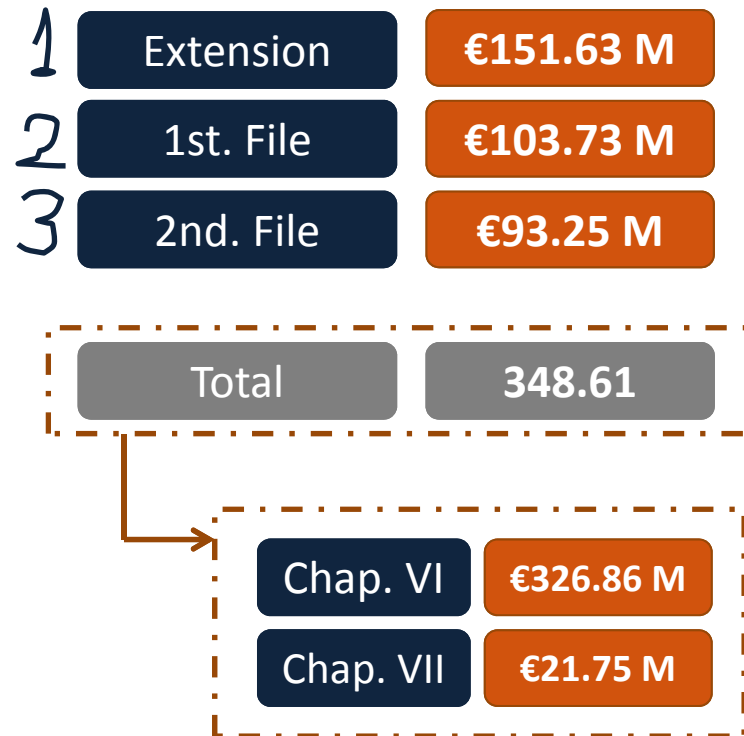 1 Extension €151.63 M
2 1st. File €103.73 M
3 2nd. File €93.25 M
Total 348.61
Chap. VI €326.86 M
Chap. VII €21.75 M